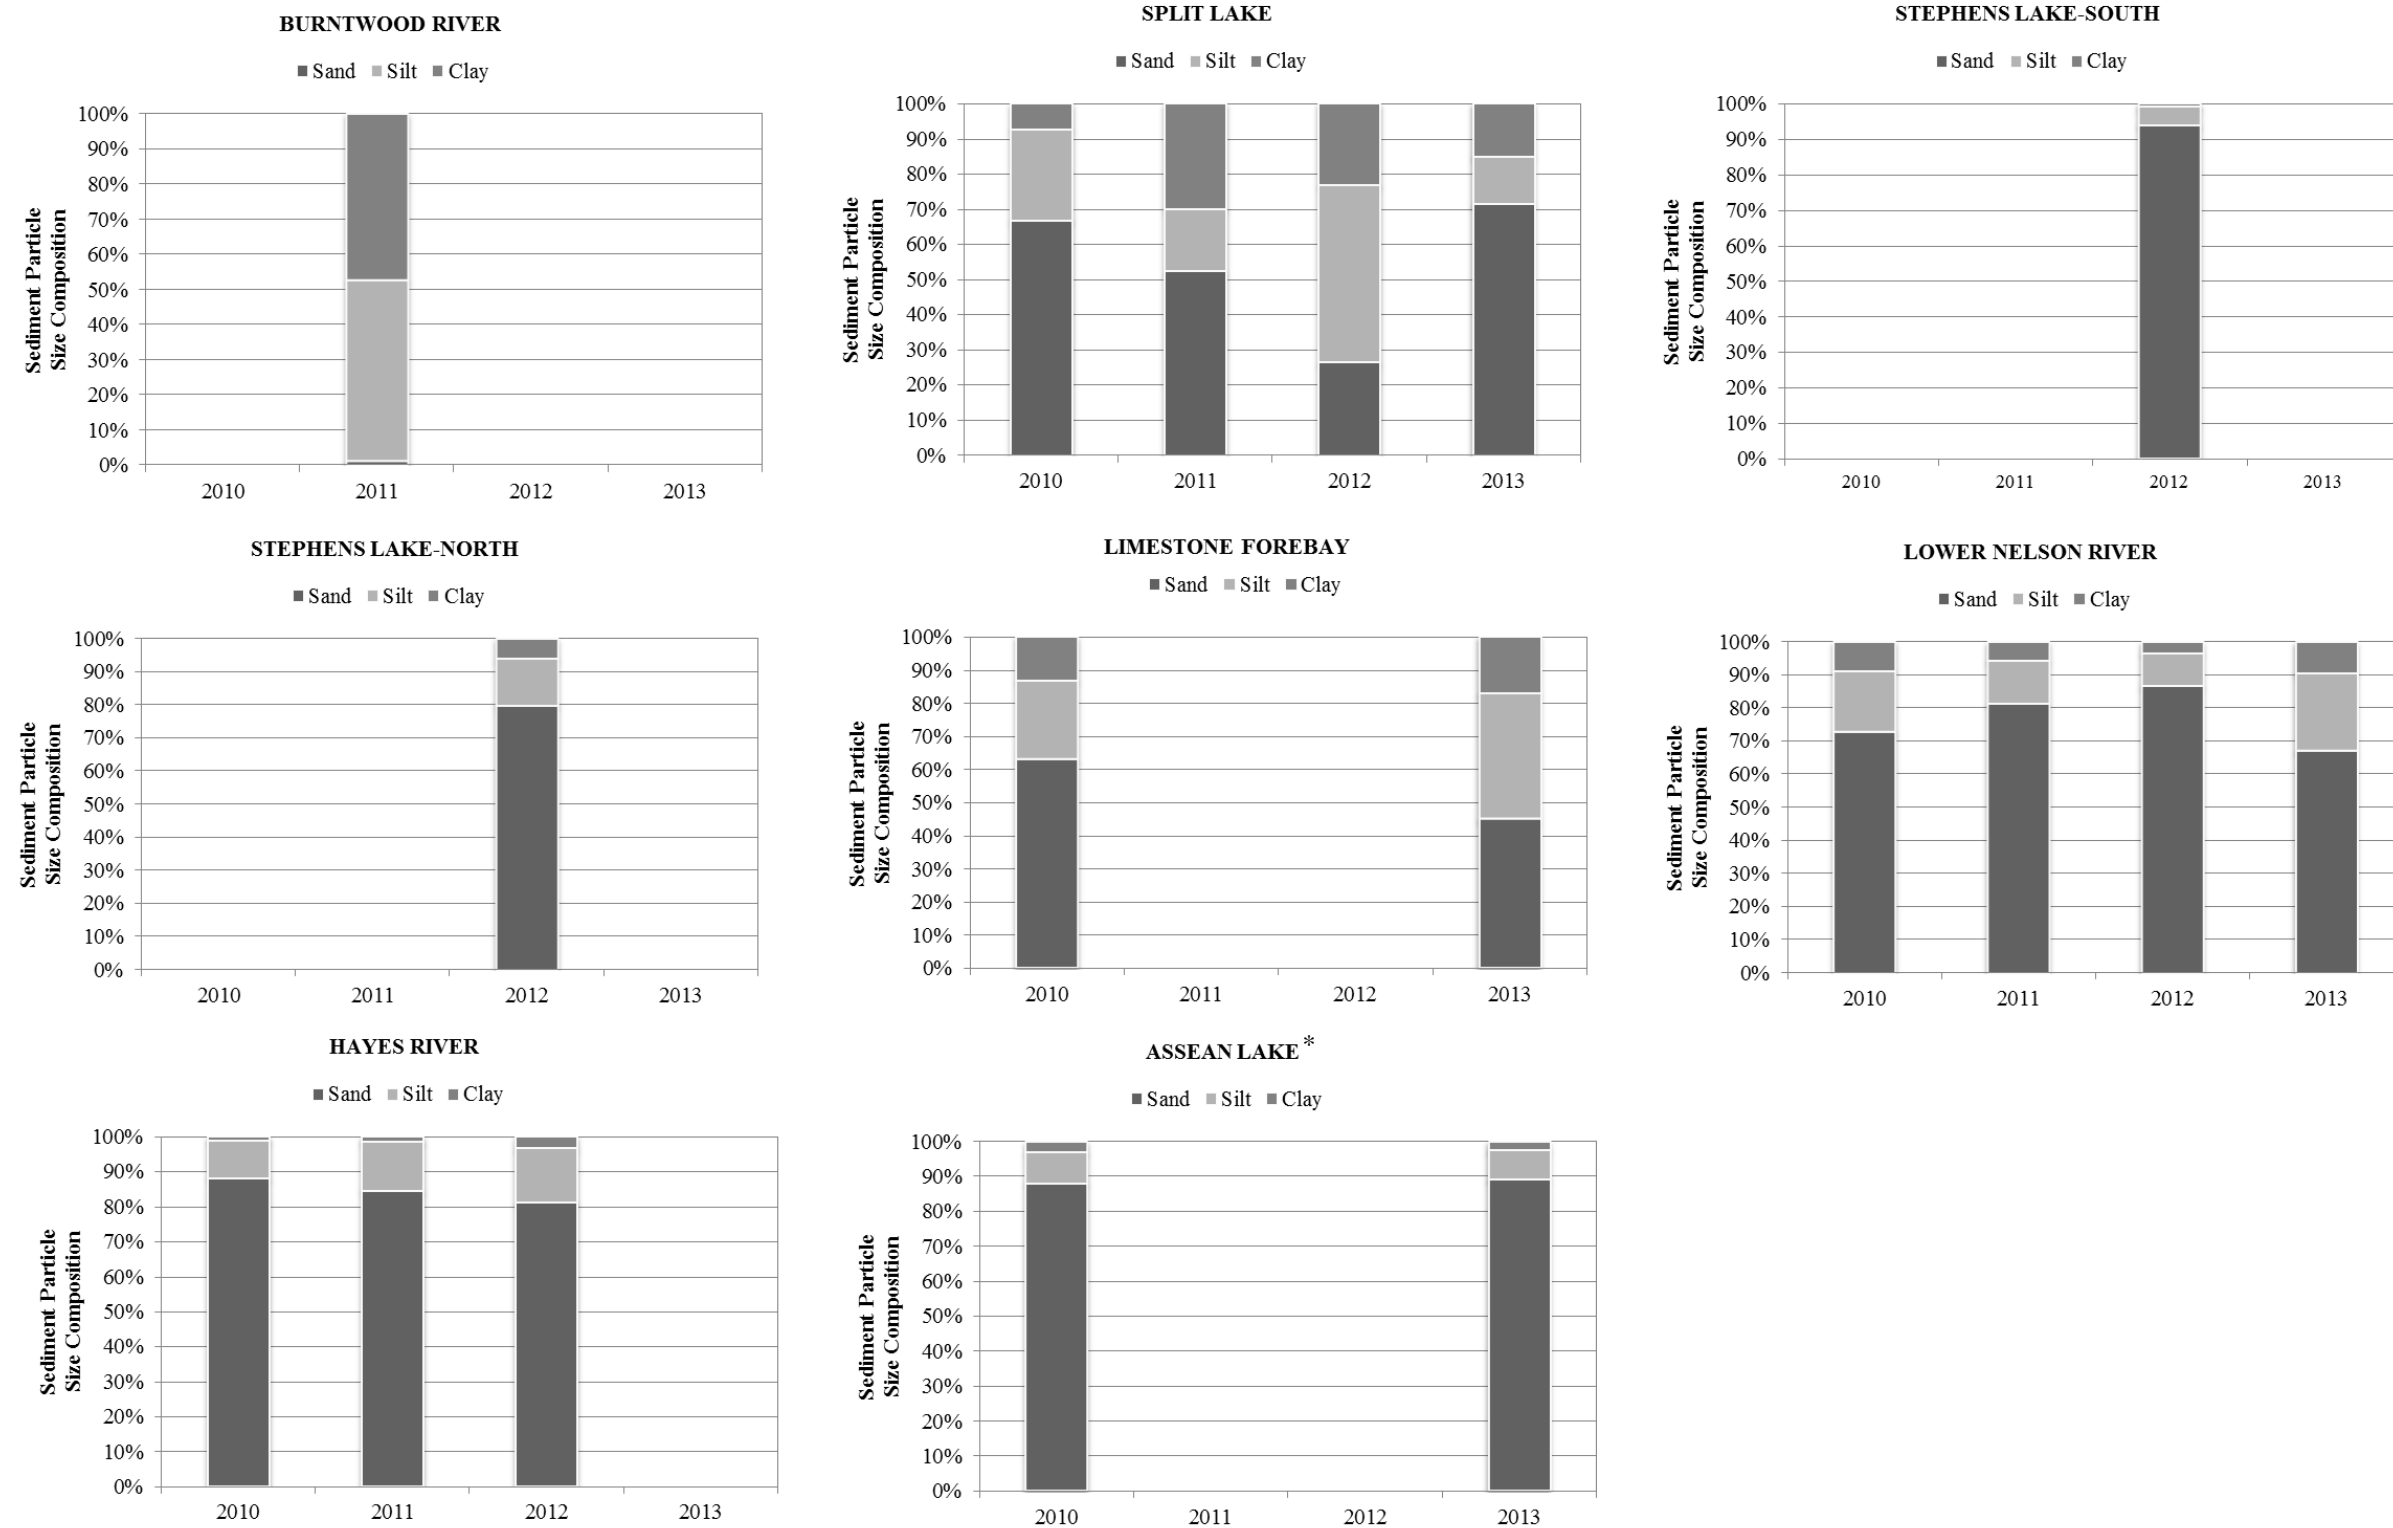 BURNTWOOD RIVER
Sand Silt Clay
100%
90%
80%
70%
60%
50%
40%
30%
20%
10%
0%
Sediment Particle
Size Composition
2010 2011 2012 2013
SPLIT LAKE
Sand Silt Clay
100%
90%
80%
70%
60%
50%
40%
30%
20%
10%
0%
Sediment Particle
Size Composition
2010 2011 2012 2013
STEPHENS LAKE-SOUTH
Sand Silt Clay
100%
90%
80%
70%
60%
50%
40%
30%
20%
10%
0%
Sediment Particle
Size Composition
2010 2011 2012 2013
STEPHENS LAKE-NORTH
Sand Silt Clay
100%
90%
80%
70%
60%
50%
40%
30%
20%
10%
0%
Sediment Particle
Size Composition
2010 2011 2012 2013
LIMESTONE FOREBAY
Sand Silt Clay
100%
90%
80%
70%
60%
50%
40%
30%
20%
10%
0%
Sediment Particle
Size Composition
2010 2011 2012 2013
LOWER NELSON RIVER
Sand Silt Clay
100%
90%
80%
70%
60%
50%
40%
30%
20%
10%
0%
Sediment Particle
Size Composition
2010 2011 2012 2013
HAYES RIVER
Sand Silt Clay
100%
90%
80%
70%
60%
50%
40%
30%
20%
10%
0%
Sediment Particle
Size Composition
2010 2011 2012 2013
ASSEAN LAKE*
Sand Silt Clay
100%
90%
80%
70%
60%
50%
40%
30%
20%
10%
0%
Sediment Particle
Size Composition
2010 2011 2012 2013